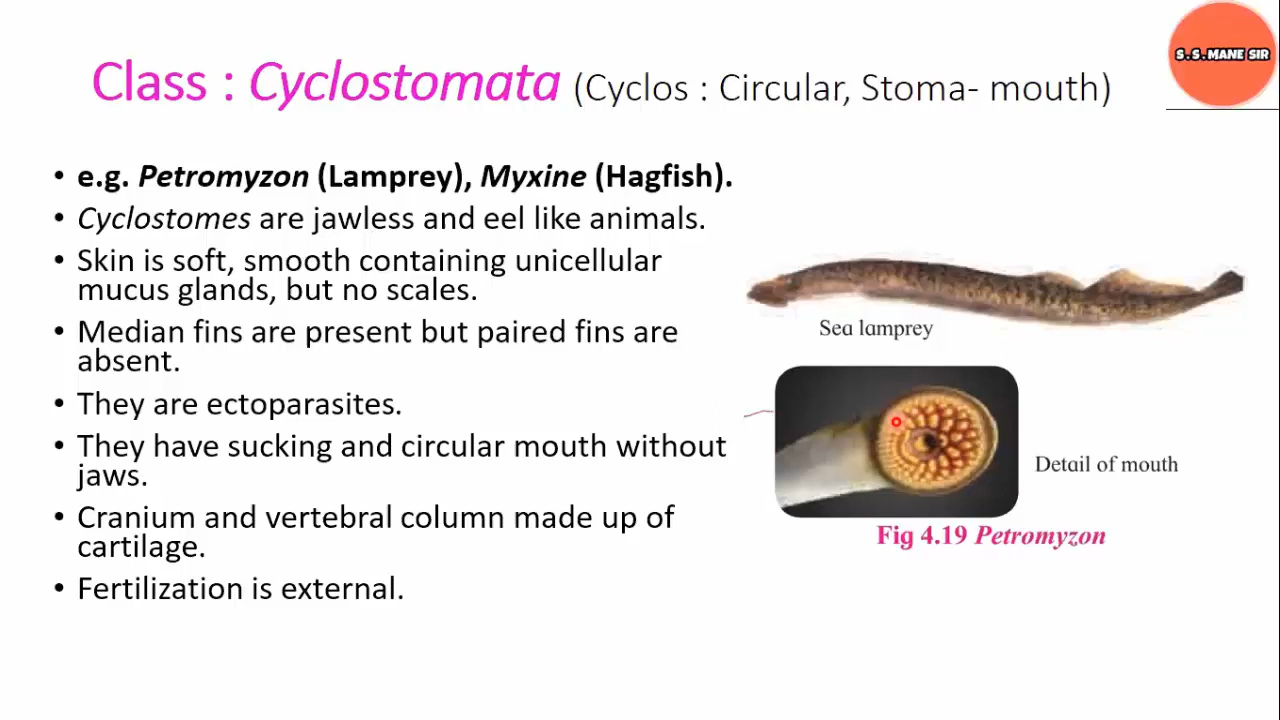 S.S.MANE SIR
Class : Cyclostomata (Cyclos : Circular, Stoma- mouth)
• e.g. Petromyzon (Lamprey), Myxine (Hagfish).
• Cyclostomes are jawless and eel like animals.
• Skin is soft, smooth containing unicellular
mucus glands, but no scales.
• Median fins are present but paired fins are
absent.
• They are ectoparasites.
• They have sucking and circular mouth without
jaws.
• Cranium and vertebral column made up of
cartilage.
• Fertilization is external.
Sea lamprey
Detail of mouth
Fig 4.19 Petromyzon